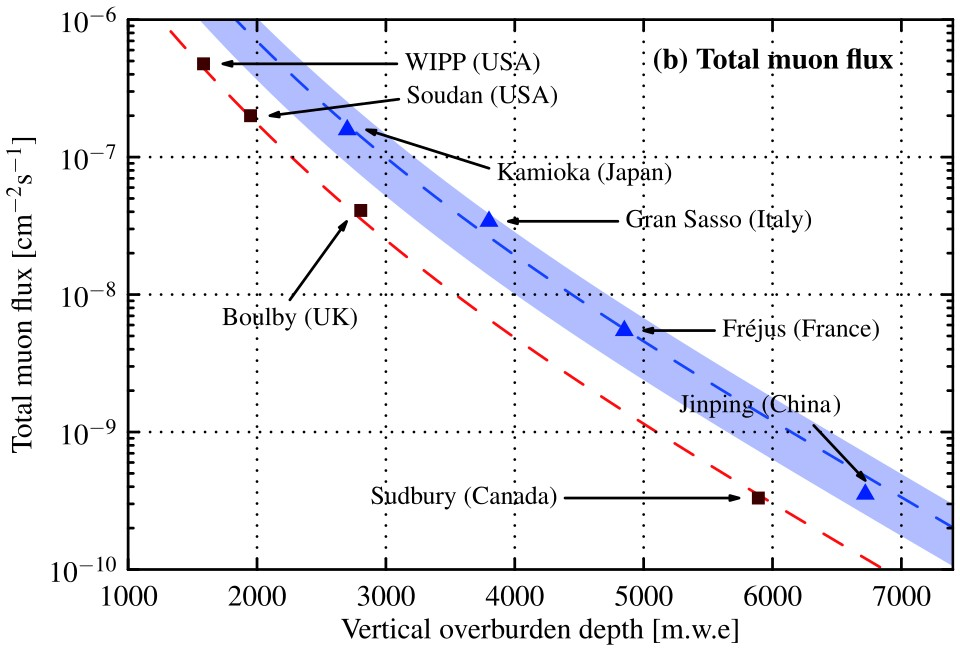 10−6
10−7
10−8
10−9
10−10
Total muon flux [cm−2s−1]
(b) Total muon flux
WIPP (USA)
Soudan (USA)
Kamioka (Japan)
Gran Sasso (Italy)
Boulby (UK)
Fréjus (France)
Jinping (China)
Sudbury (Canada)
1000 2000 3000 4000 5000 6000 7000
Vertical overburden depth [m.w.e]